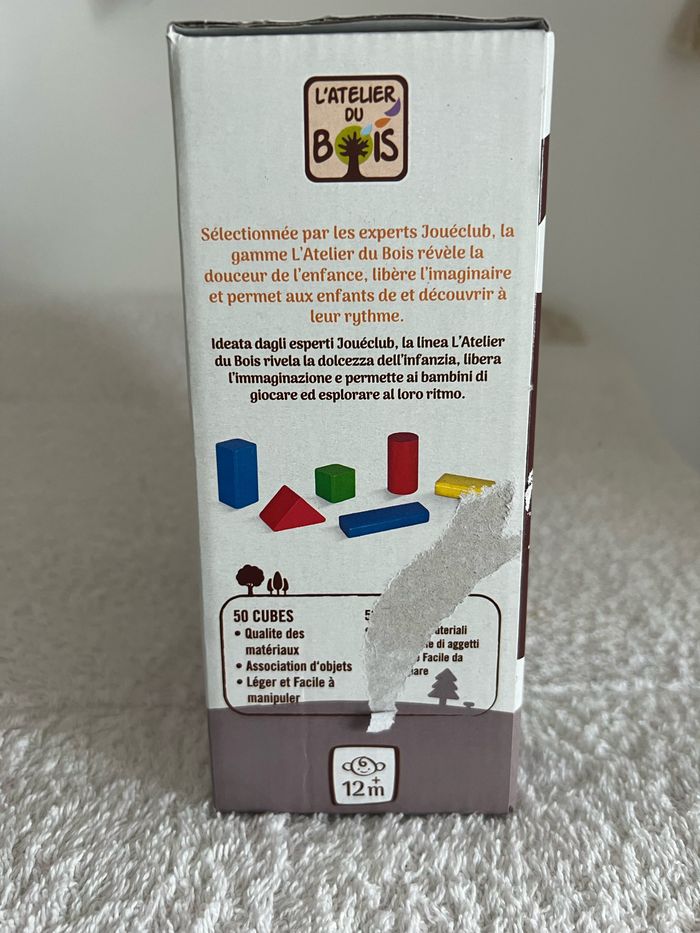 L'ATELIER
DU
BOIS
Sélectionnée par les experts Jouéclub, la
gamme L'Atelier du Bois révèle la
douceur de l'enfance, libère l'imaginaire
et permet aux enfants de et découvrir à
leur rythme.
Ideata dagli esperti Jouéclub, la linea L'Atelier
du Bois rivela la dolcezza dell'infanzia, libera
l'immaginazione e permette ai bambini di
giocare ed esplorare al loro ritmo.
50 CUBES
• Qualite des
matériaux
• Association d'objets
• Léger et Facile à
manipuler
di aggetti
Facile da
12m+